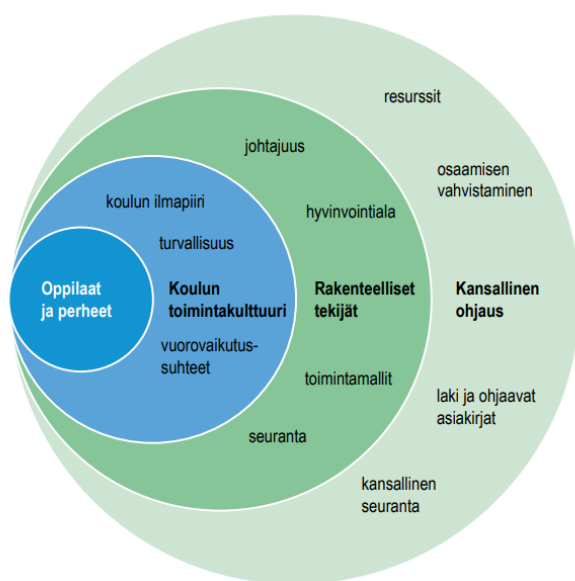 resurssit
osaamisen
vahvistaminen
johtajuus
hyvinvointiala
koulun ilmapiiri
turvallisuus
Oppilaat
ja perheet
Koulun
toimintakulttuuri
Rakenteelliset
tekijät
Kansallinen
ohjaus
vuorovaikutus-
suhteet
toimintamallit
laki ja ohjaavat
asiakirjat
seuranta
kansallinen
seuranta